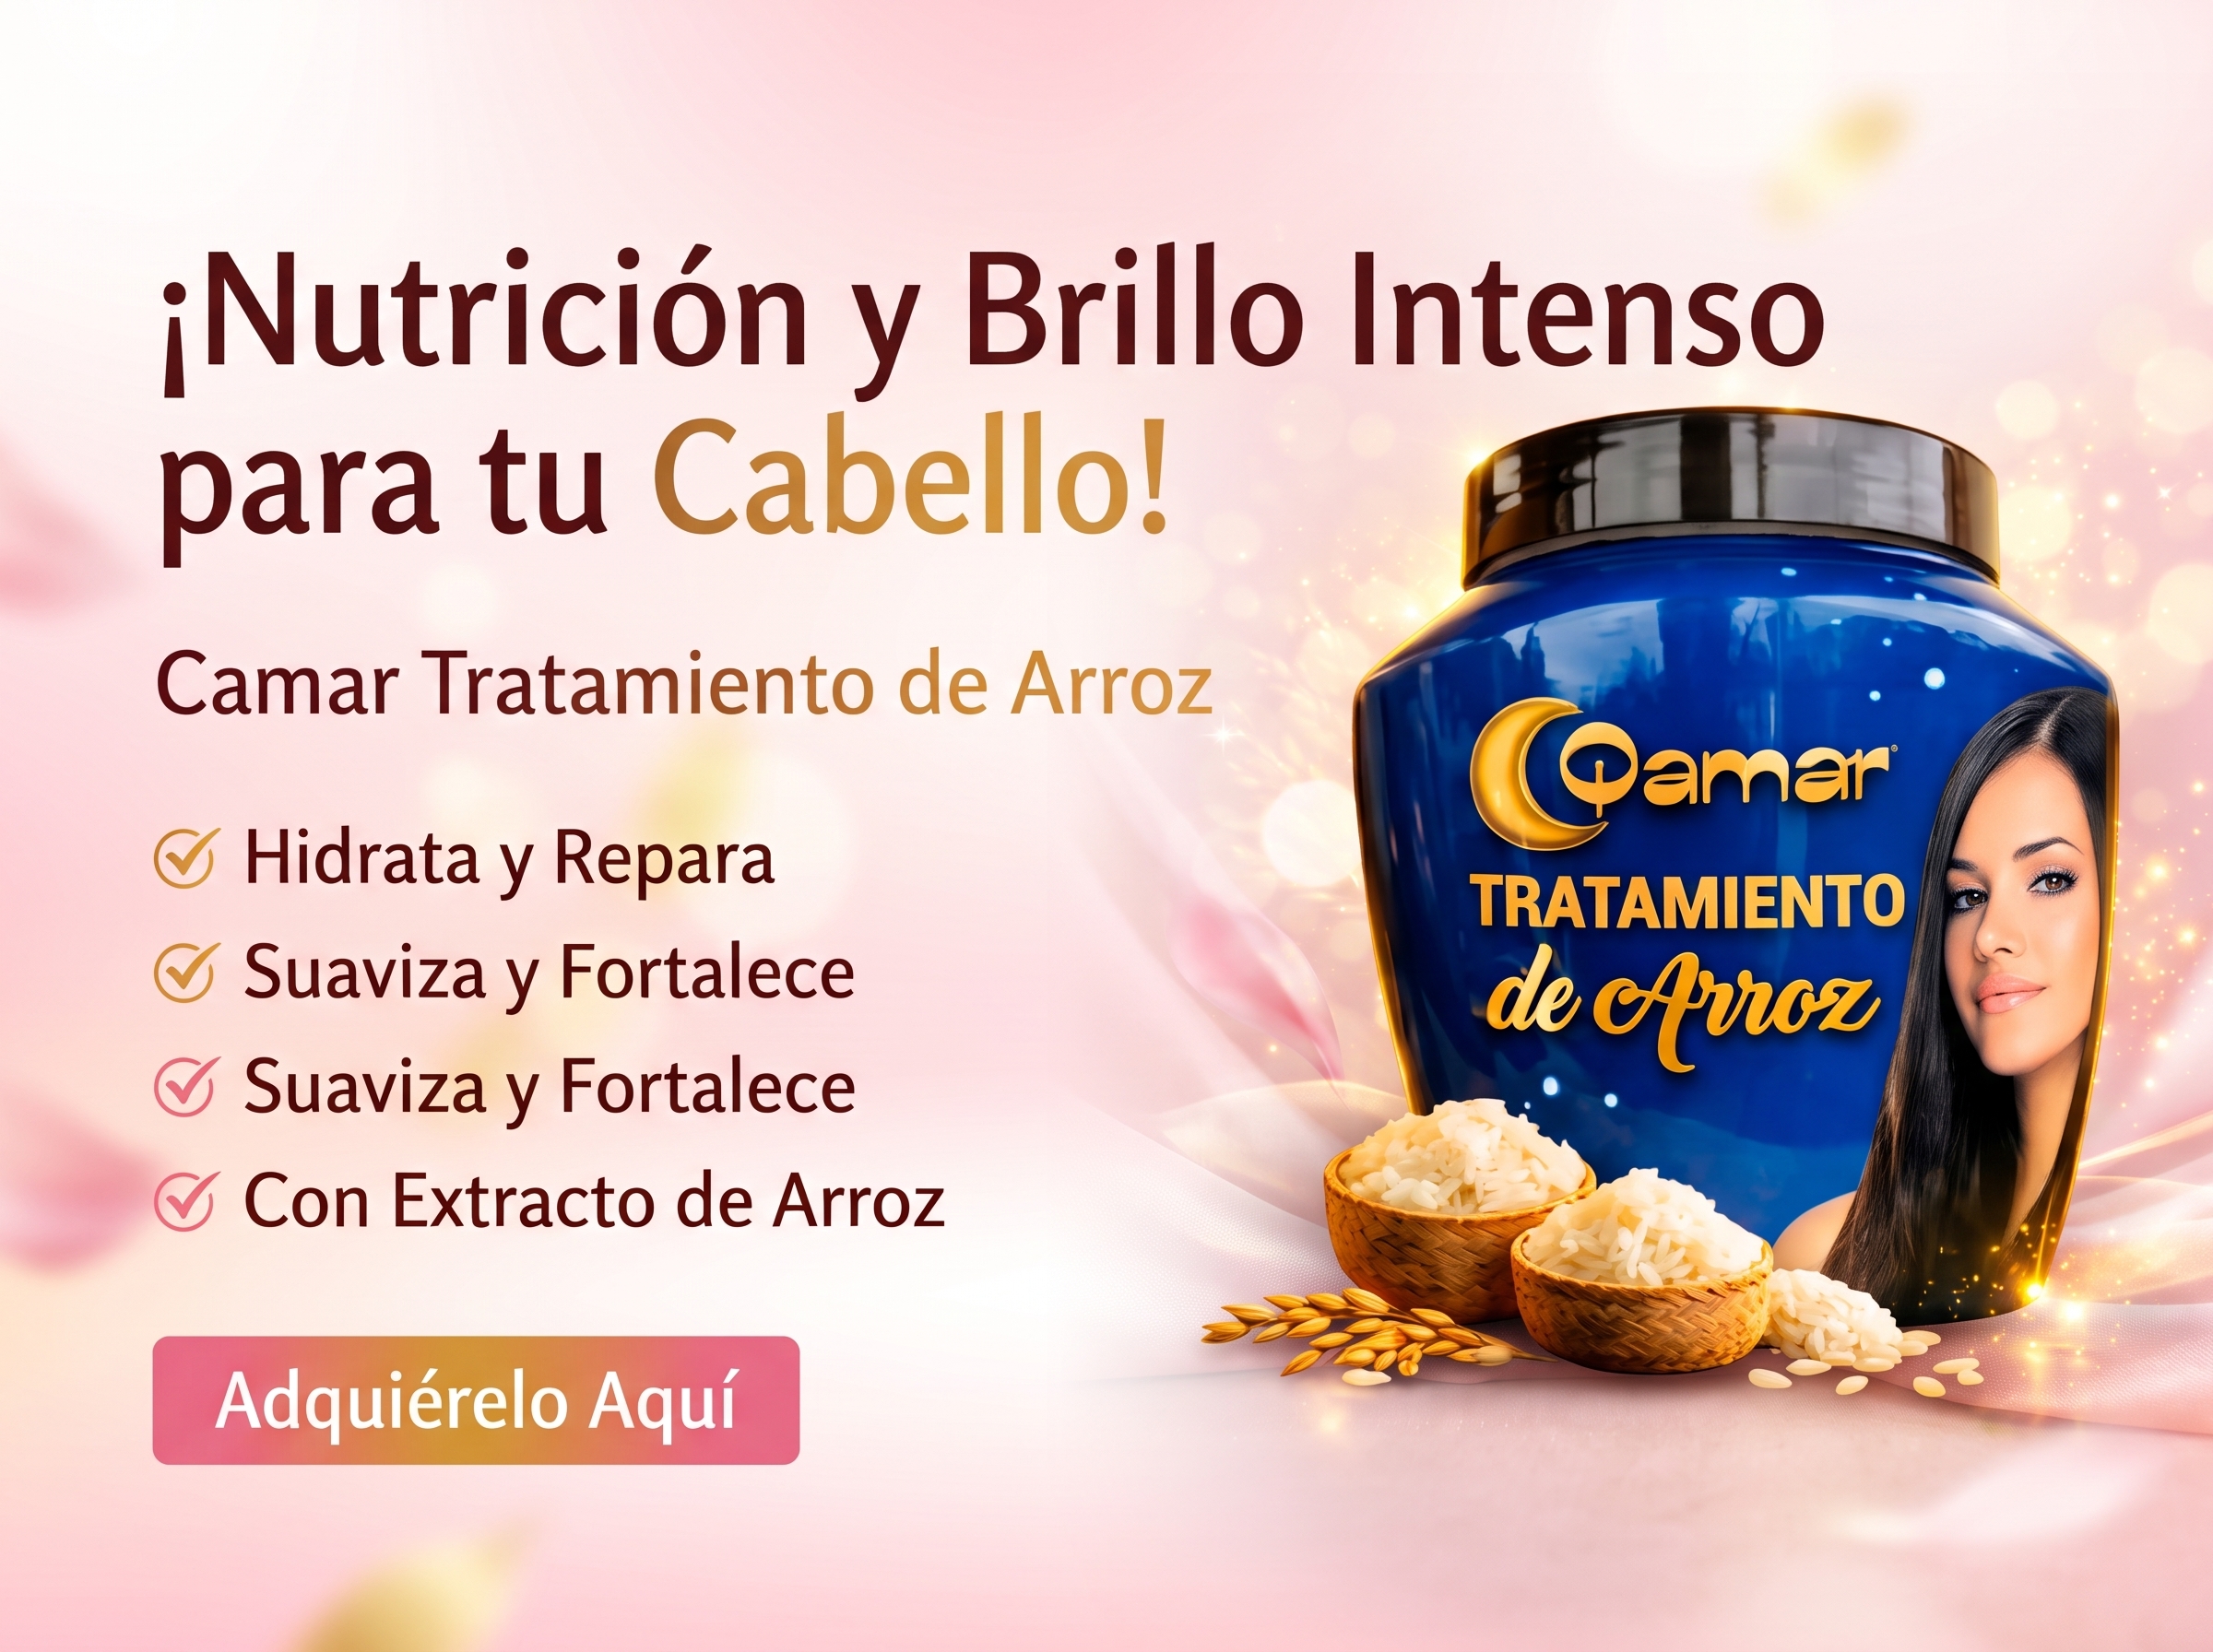 ¡Nutrición y Brillo Intenso
para tu Cabello!
Camar Tratamiento de Arroz
Hidrata y Repara
Suaviza y Fortalece
Suaviza y Fortalece
Con Extracto de Arroz
Adquiérelo Aquí
Qamar
TRATAMIENTO
de Arroz